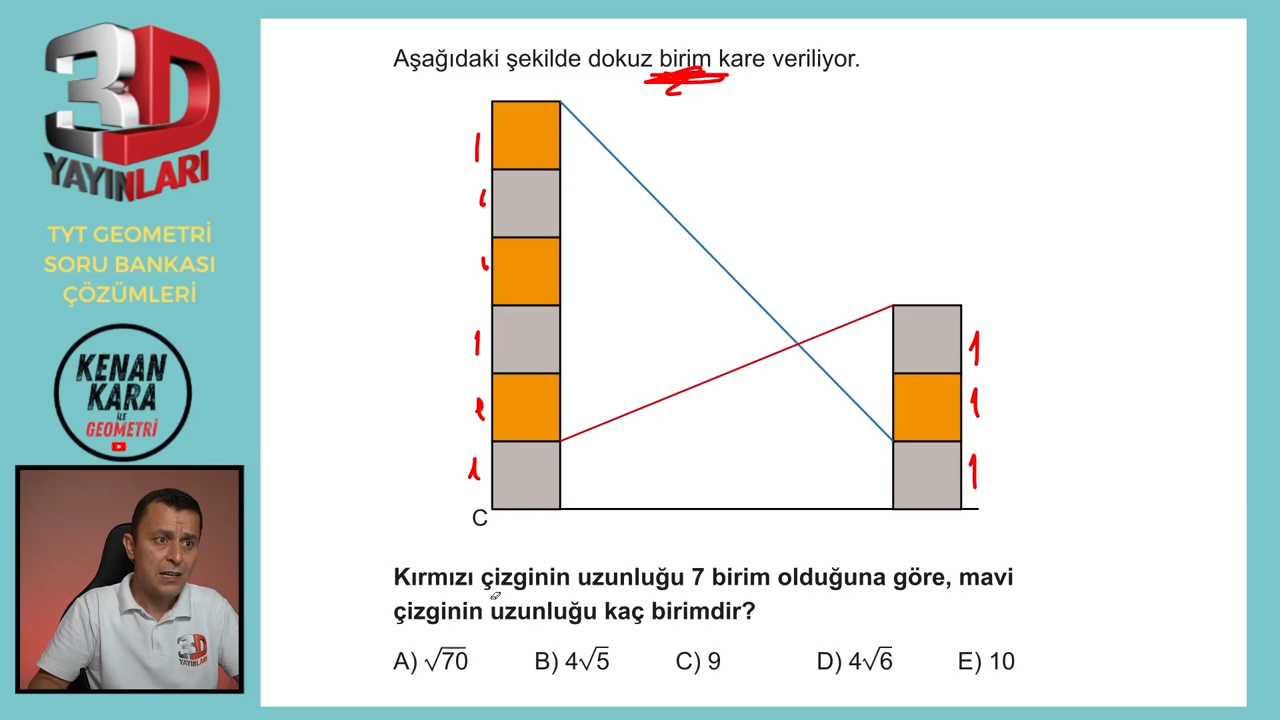 3D
YAYINLARI
TYT GEOMETRİ
SORU BANKASI
ÇÖZÜMLERİ
KENAN
KARA
İLE
GEOMETRİ
3D
YAYINLARI
Aşağıdaki şekilde dokuz birim kare veriliyor.
1
1
1
1
1
1
1
1
1
C
Kırmızı çizginin uzunluğu 7 birim olduğuna göre, mavi
çizginin uzunluğu kaç birimdir?
A) √70 B) 4√5 C) 9 D) 4√6 E) 10